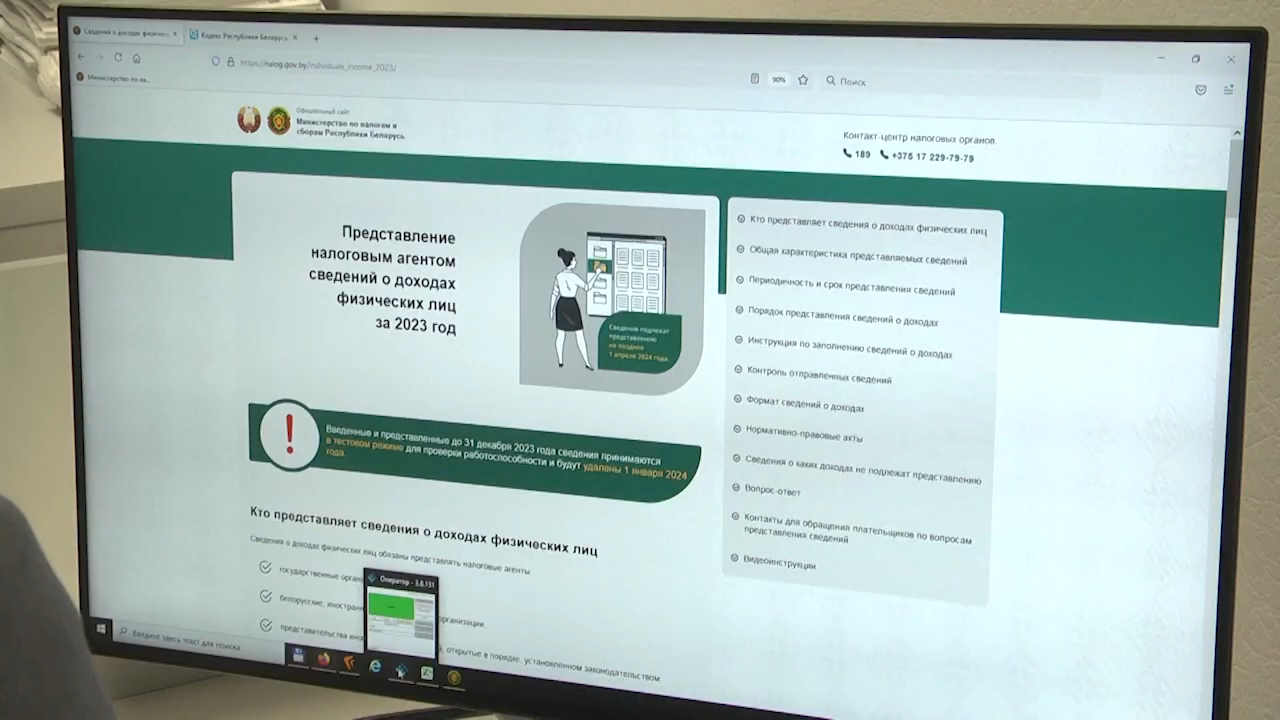 Сведения о доходах физическ
Кодекс Республики Беларусь
https://nalog.gov.by/individuals_income_2023/
90%
Поиск
Министерство по на...
Официальный сайт
Министерство по налогам и
сборам Республики Беларусь
Контакт-центр налоговых органов
189 +375 17 229-79-79
Представление
налоговым агентом
сведений о доходах
физических лиц
за 2023 год
Сведения подлежат
представлению
не позднее
1 апреля 2024 года.
Введенные и представленные до 31 декабря 2023 года сведения принимаются
в тестовом режиме для проверки работоспособности и будут удалены 1 января 2024
года.
Кто представляет сведения о доходах физических лиц
Сведения о доходах физических лиц обязаны представлять налоговые агенты:
государственные орган
белорусские, иностран
организации
представительства ино
, открытые в порядке, установленном законодательством
Кто представляет сведения о доходах физических лиц
Общая характеристика представляемых сведений
Периодичность и срок представления сведений
Порядок представления сведений о доходах
Инструкция по заполнению сведений о доходах
Контроль отправленных сведений
Формат сведений о доходах
Нормативно-правовые акты
Сведения о каких доходах не подлежат представлению
Вопрос-ответ
Контакты для обращения плательщиков по вопросам
представления сведений
Видеоинструкции
Оператор - 3.8.131
Введите здесь текст для поиска